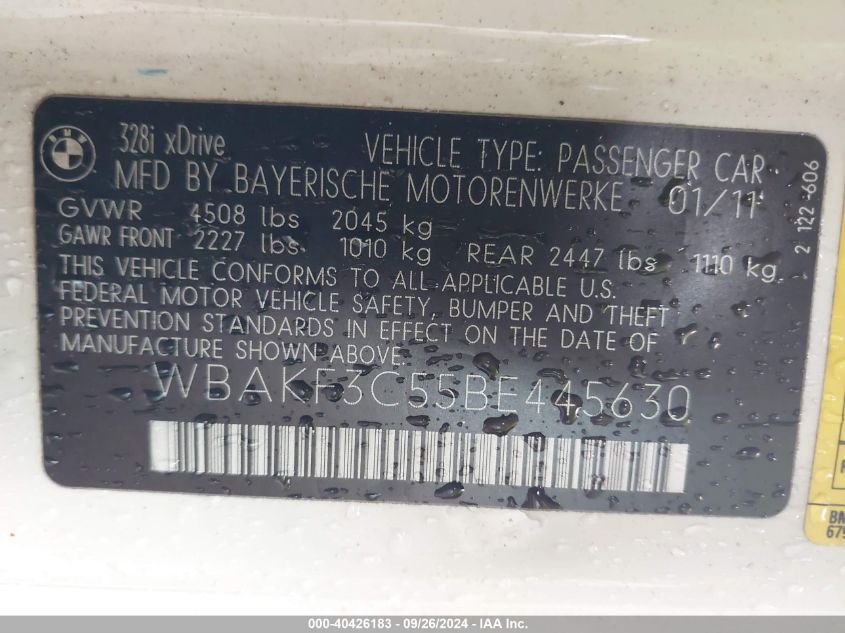 BMW
328i xDrive
VEHICLE TYPE: PASSENGER CAR
MFD BY BAYERISCHE MOTORENWERKE 01/11
GVWR 4508 lbs 2045 kg
GAWR FRONT 2227 lbs 1010 kg REAR 2447 lbs 1110 kg
THIS VEHICLE CONFORMS TO ALL APPLICABLE U.S.
FEDERAL MOTOR VEHICLE SAFETY, BUMPER AND THEFT
PREVENTION STANDARDS IN EFFECT ON THE DATE OF
MANUFACTURE SHOWN ABOVE.
WBAKF3C55BE445630
2 122-606
000-40426183 - 09/26/2024 - IAA Inc.